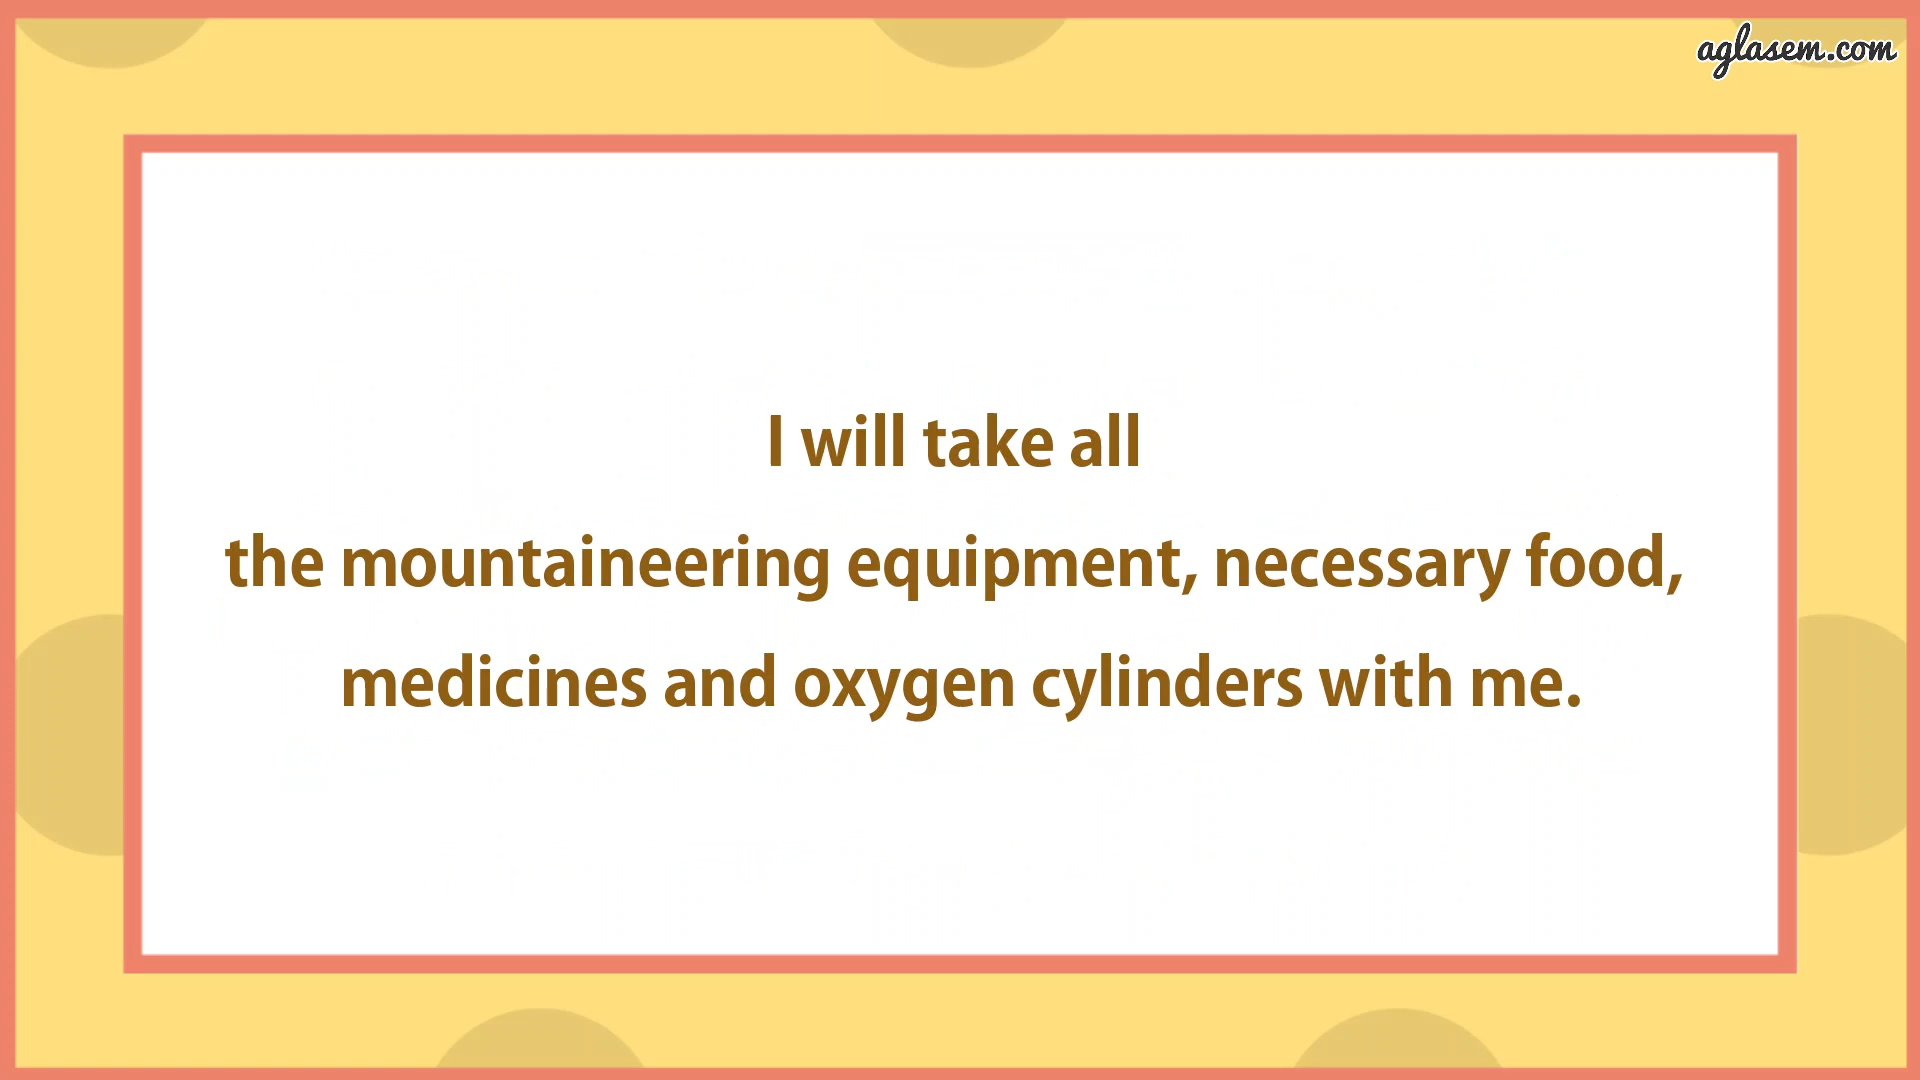 aglasem.com
I will take all
the mountaineering equipment, necessary food,
medicines and oxygen cylinders with me.